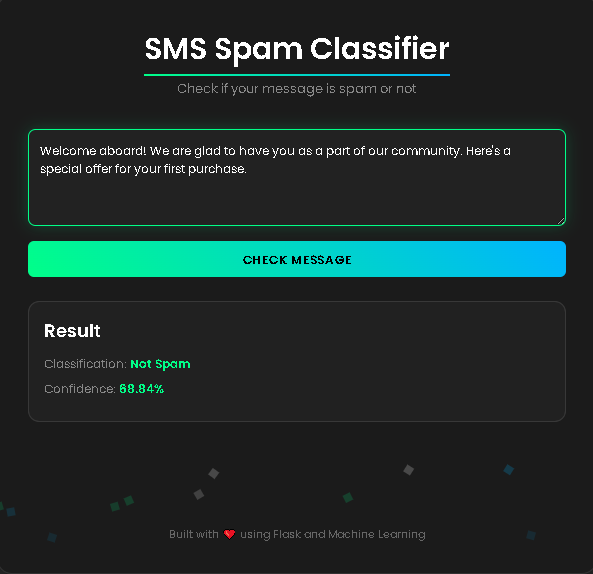 SMS Spam Classifier
Check if your message is spam or not
Welcome aboard! We are glad to have you as a part of our community. Here's a
special offer for your first purchase.
CHECK MESSAGE
Result
Classification: Not Spam
Confidence: 68.84%
Built with ❤️ using Flask and Machine Learning